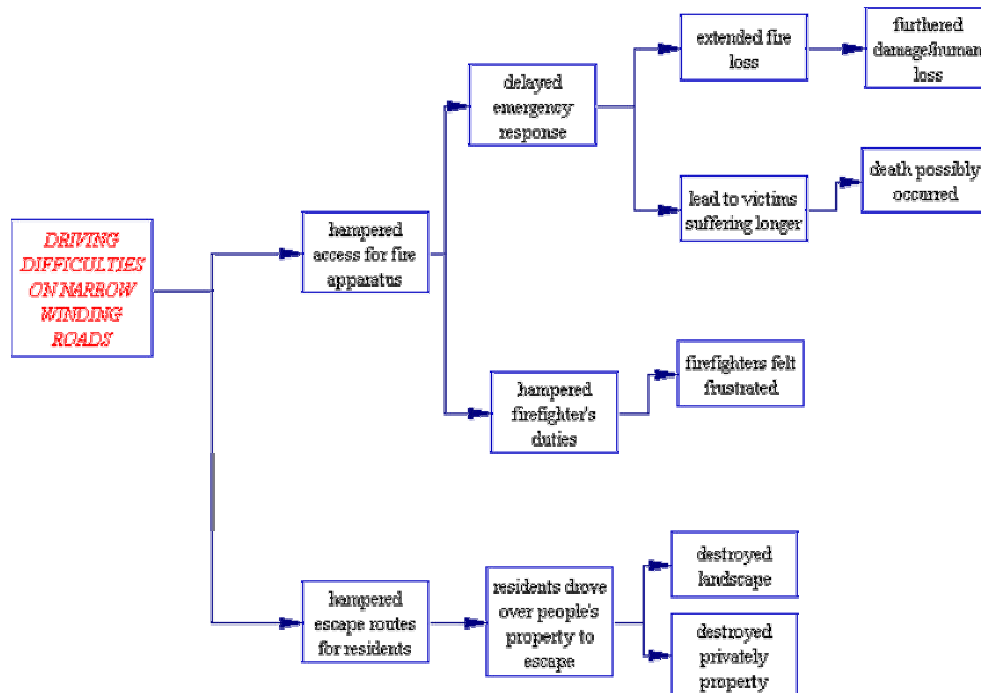 DRIVING
DIFFICULTIES
ON NARROW
WINDING
ROADS
hampered
access for fire
apparatus
delayed
emergency
response
extended fire
loss
furthered
damage/human
loss
lead to victims
suffering longer
death possibly
occurred
hampered
firefighter's
duties
firefighters felt
frustrated
hampered
escape routes
for residents
residents drove
over people's
property to
escape
destroyed
landscape
destroyed
privately
property